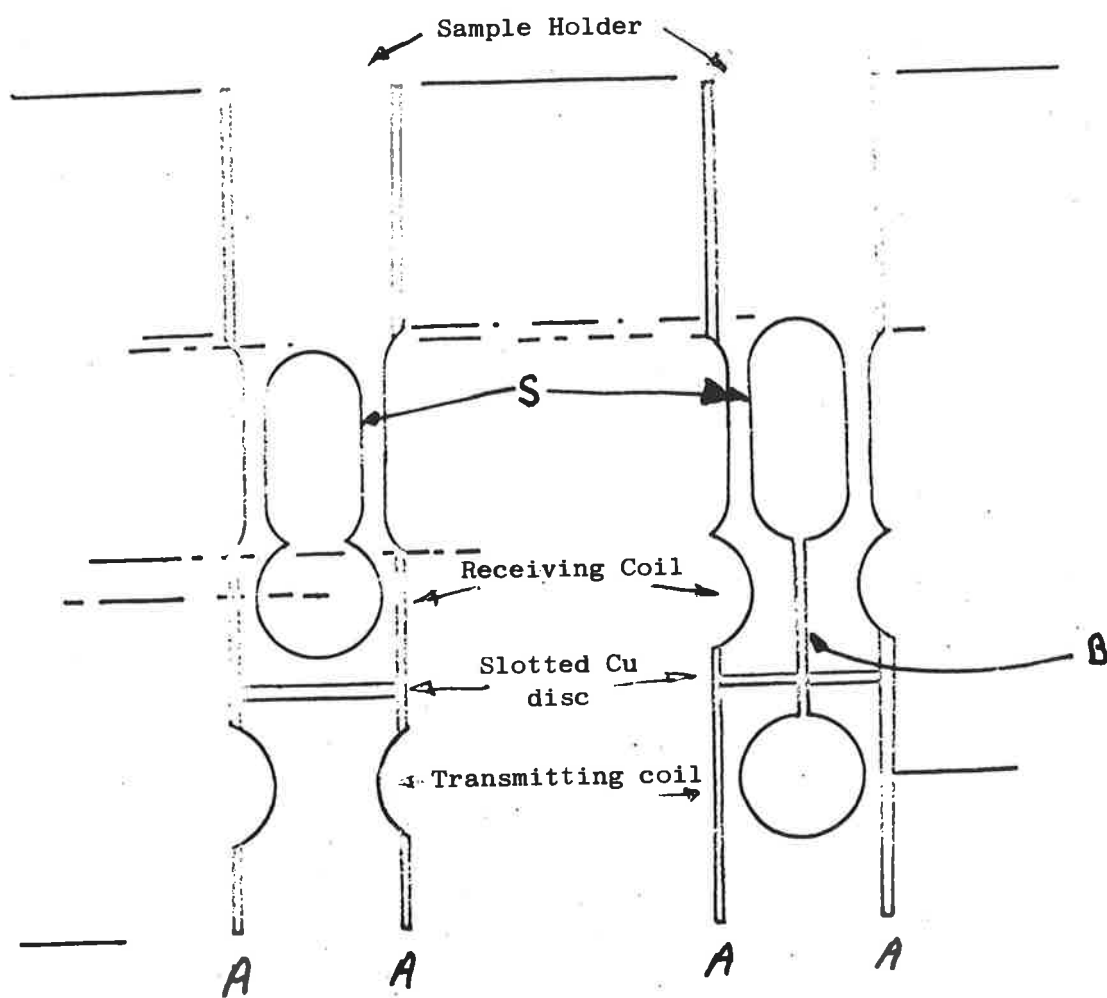 Sample Holder
S
Receiving Coil
B
Slotted Cu
disc
Transmitting coil
A A A A